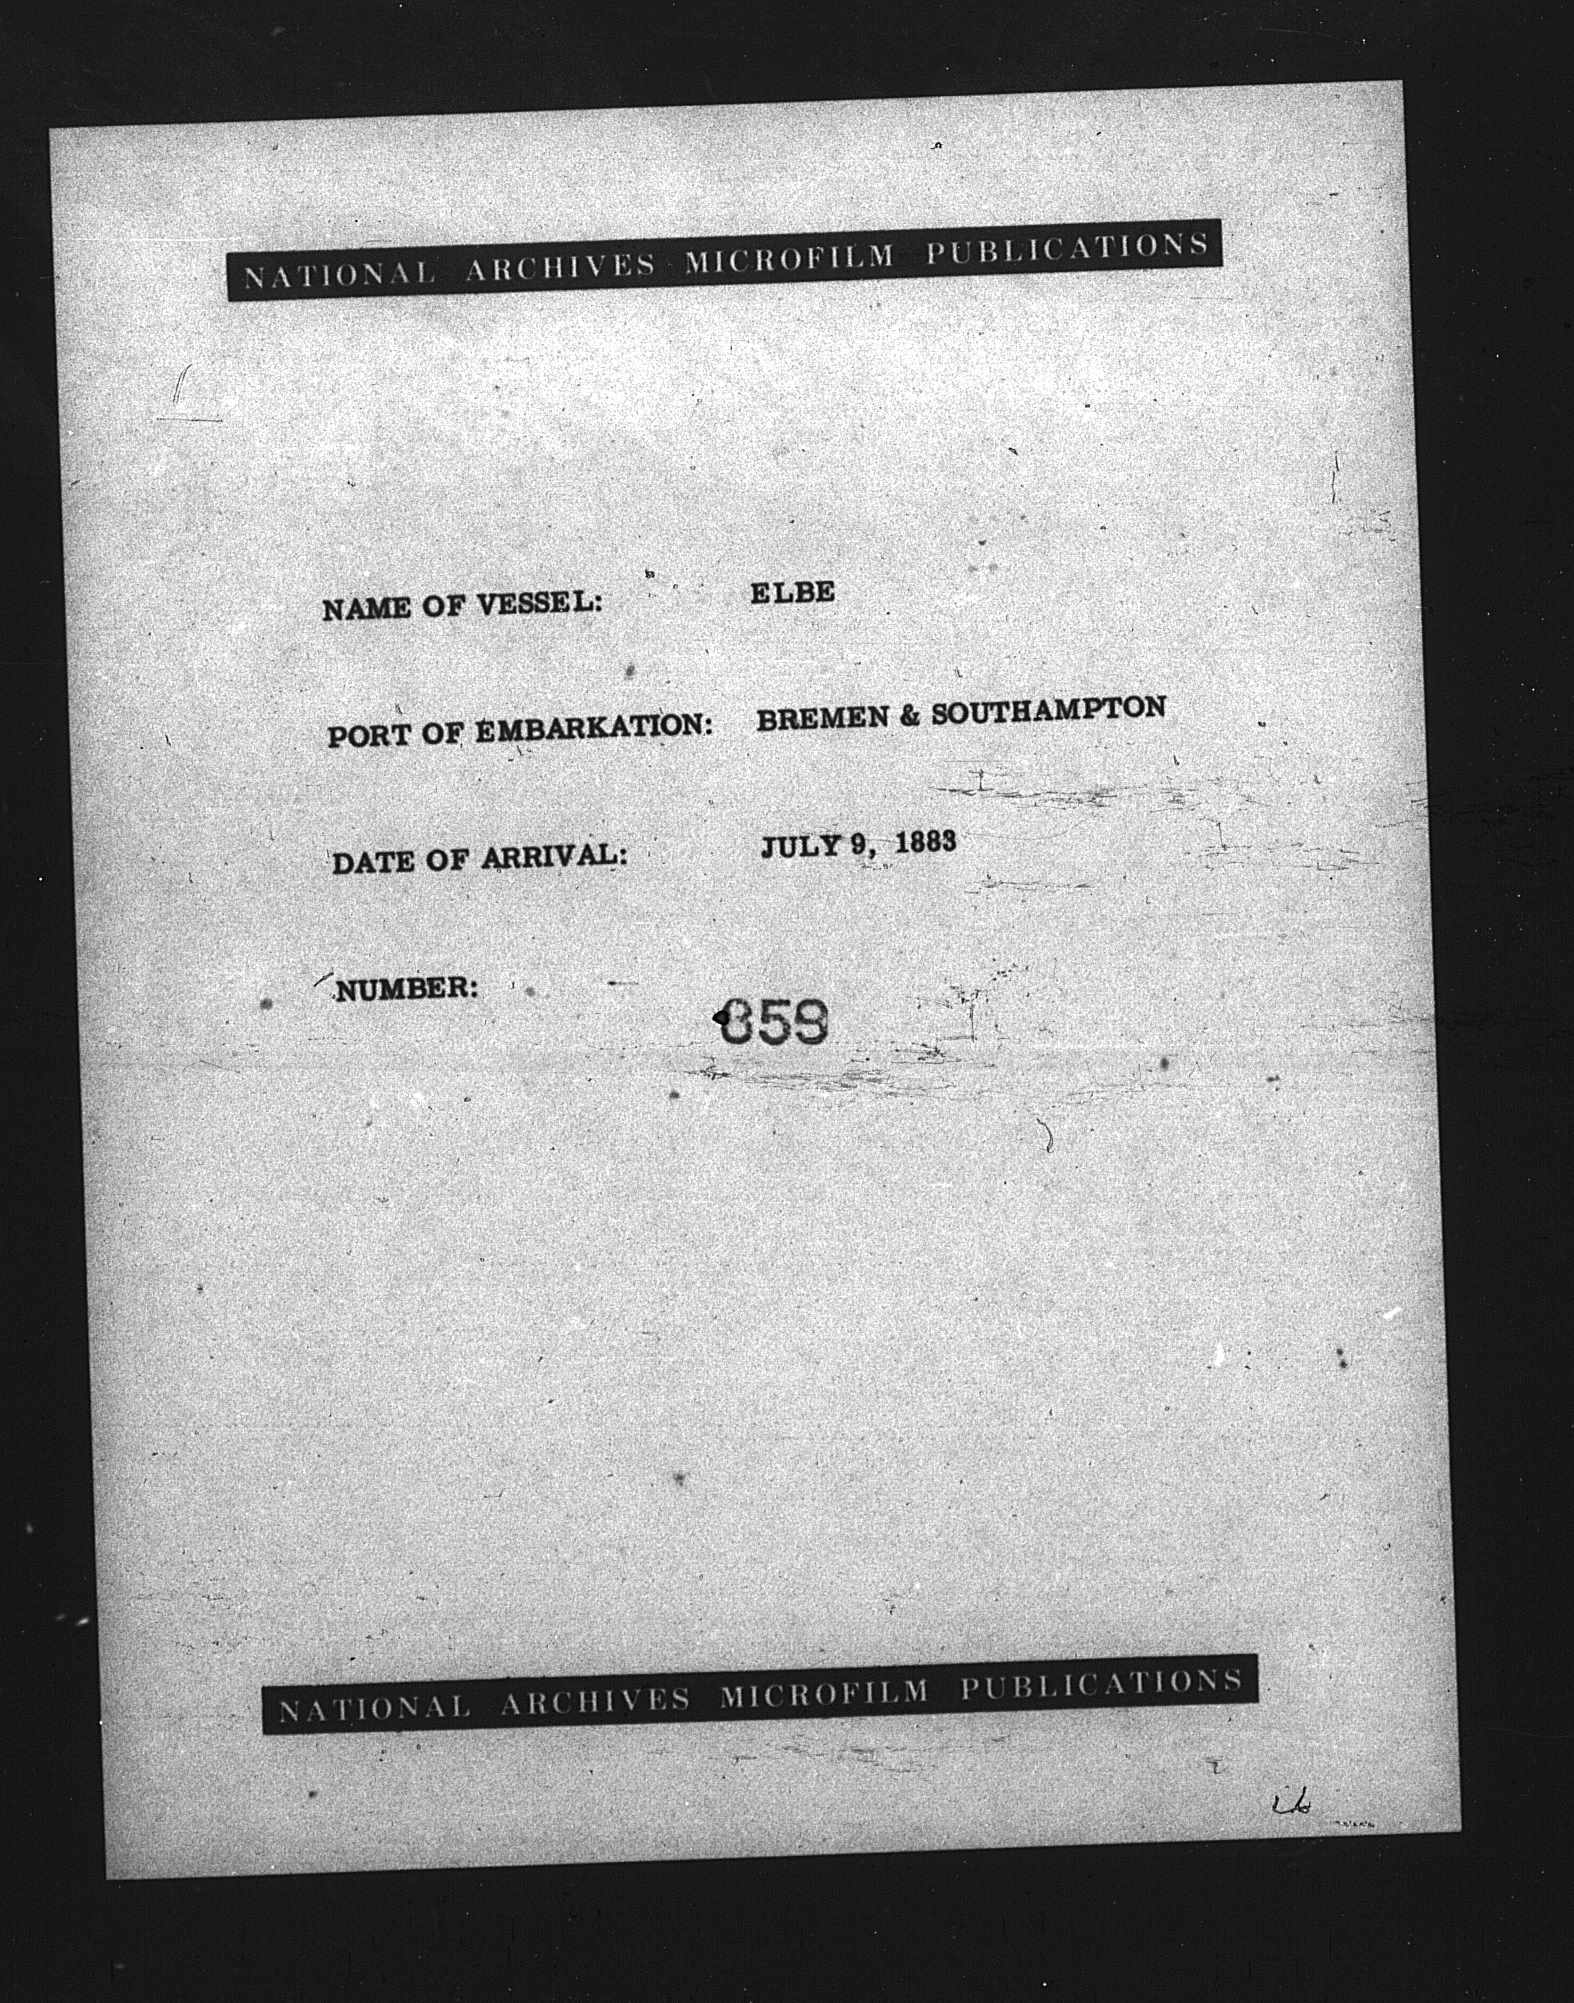 NATIONAL ARCHIVES MICROFILM PUBLICATIONS
NAME OF VESSEL: ELBE
PORT OF EMBARKATION: BREMEN & SOUTHAMPTON
DATE OF ARRIVAL: JULY 9, 1883
NUMBER: 859
NATIONAL ARCHIVES MICROFILM PUBLICATIONS